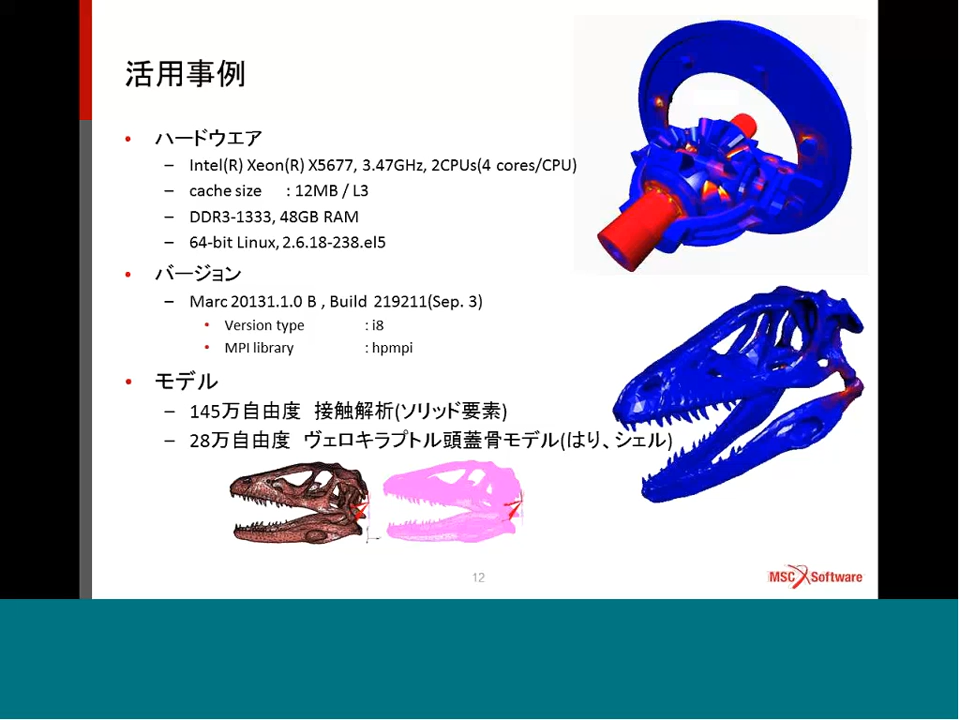 活用事例
• ハードウエア
– Intel(R) Xeon(R) X5677, 3.47GHz, 2CPUs(4 cores/CPU)
– cache size : 12MB / L3
– DDR3-1333, 48GB RAM
– 64-bit Linux, 2.6.18-238.el5
• バージョン
– Marc 20131.1.0 B , Build 219211(Sep. 3)
• Version type : i8
• MPI library : hpmpi
• モデル
– 145万自由度 接触解析(ソリッド要素)
– 28万自由度 ヴェロキラプトル頭蓋骨モデル(はり、シェル)
12
MSC Software